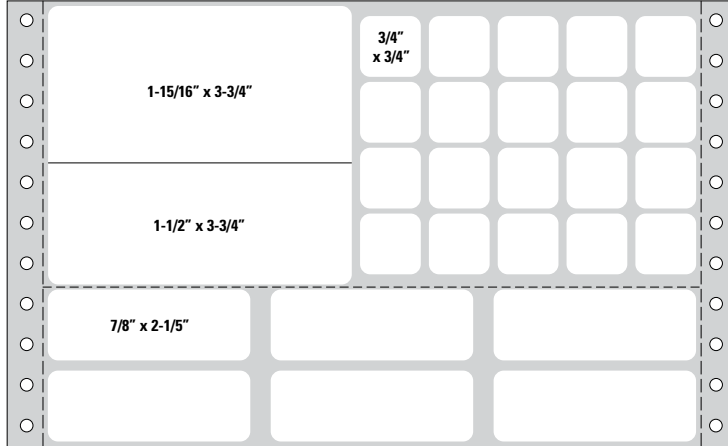 3/4″
x 3/4″
1-15/16″ x 3-3/4″
1-1/2″ x 3-3/4″
7/8″ x 2-1/5″